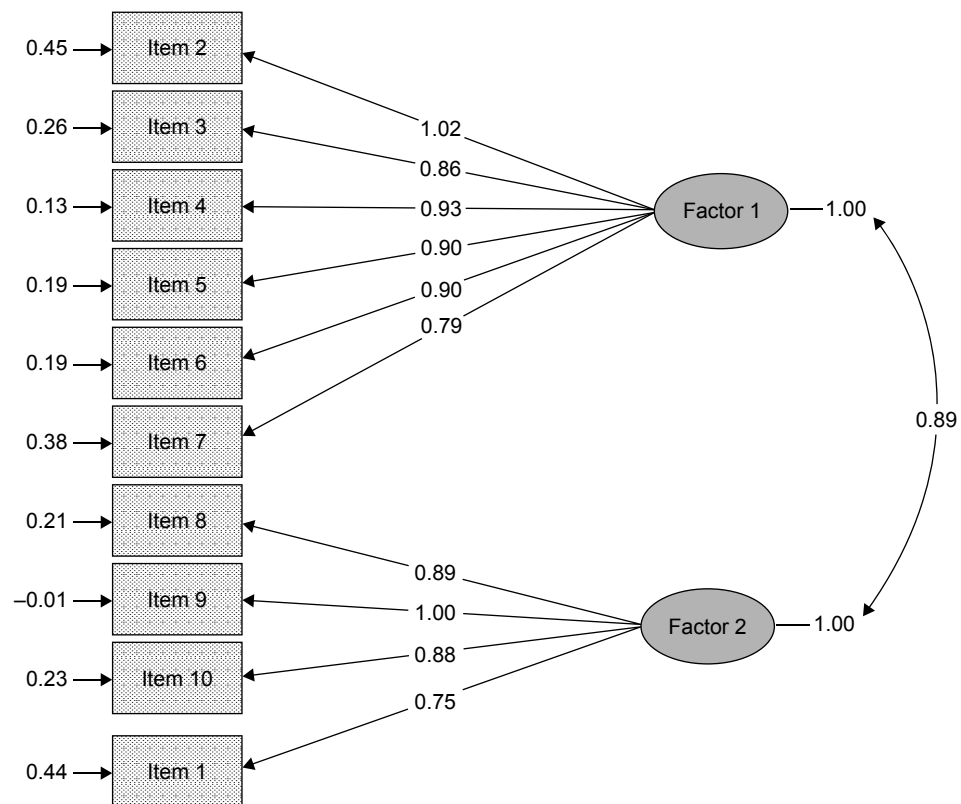 0.45 Item 2
0.26 Item 3
1.02
0.86
0.13 Item 4
0.93
Factor 1 1.00
0.19 Item 5
0.90
0.90
0.19 Item 6
0.79
0.38 Item 7
0.89
0.21 Item 8
0.89
–0.01 Item 9
1.00
Factor 2 1.00
0.23 Item 10
0.88
0.75
0.44 Item 1